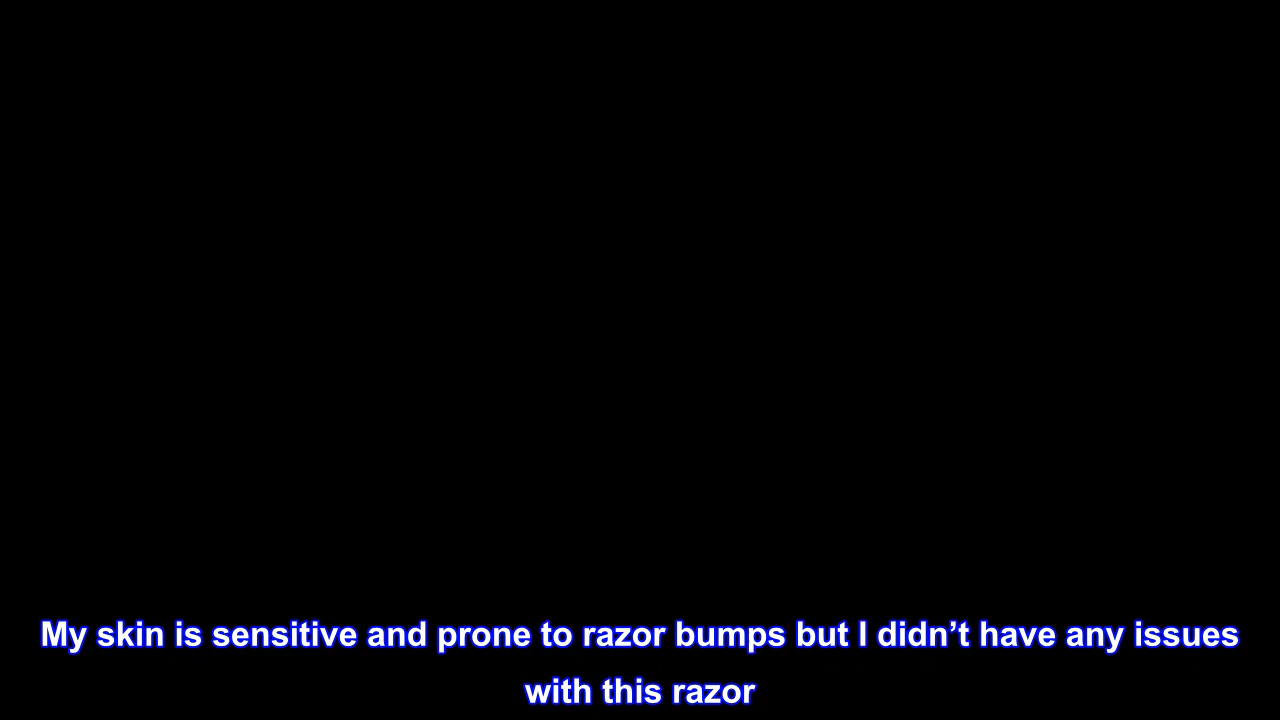 My skin is sensitive and prone to razor bumps but I didn’t have any issues
with this razor